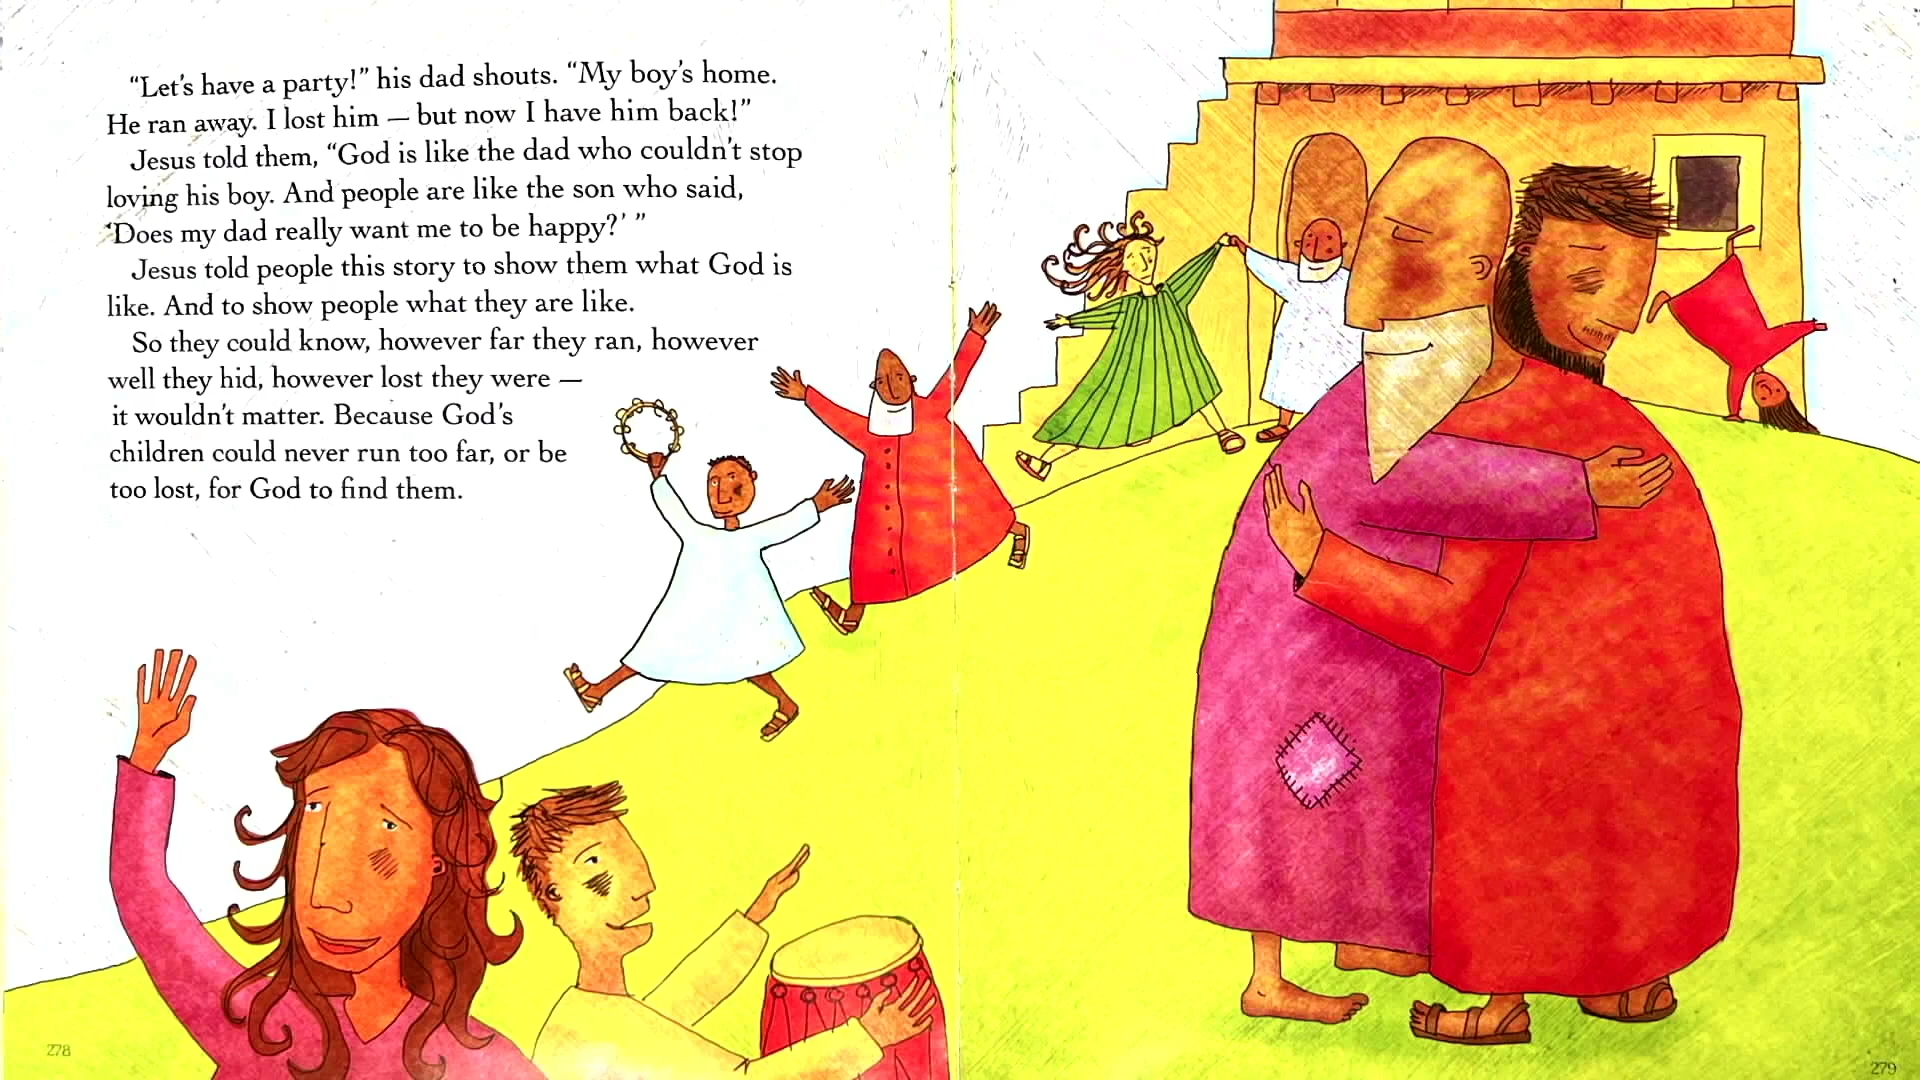 “Let’s have a party!” his dad shouts. “My boy’s home.
He ran away. I lost him — but now I have him back!”
Jesus told them, “God is like the dad who couldn’t stop
loving his boy. And people are like the son who said,
‘Does my dad really want me to be happy?’ ”
Jesus told people this story to show them what God is
like. And to show people what they are like.
So they could know, however far they ran, however
well they hid, however lost they were —
it wouldn’t matter. Because God’s
children could never run too far, or be
too lost, for God to find them.
278
279